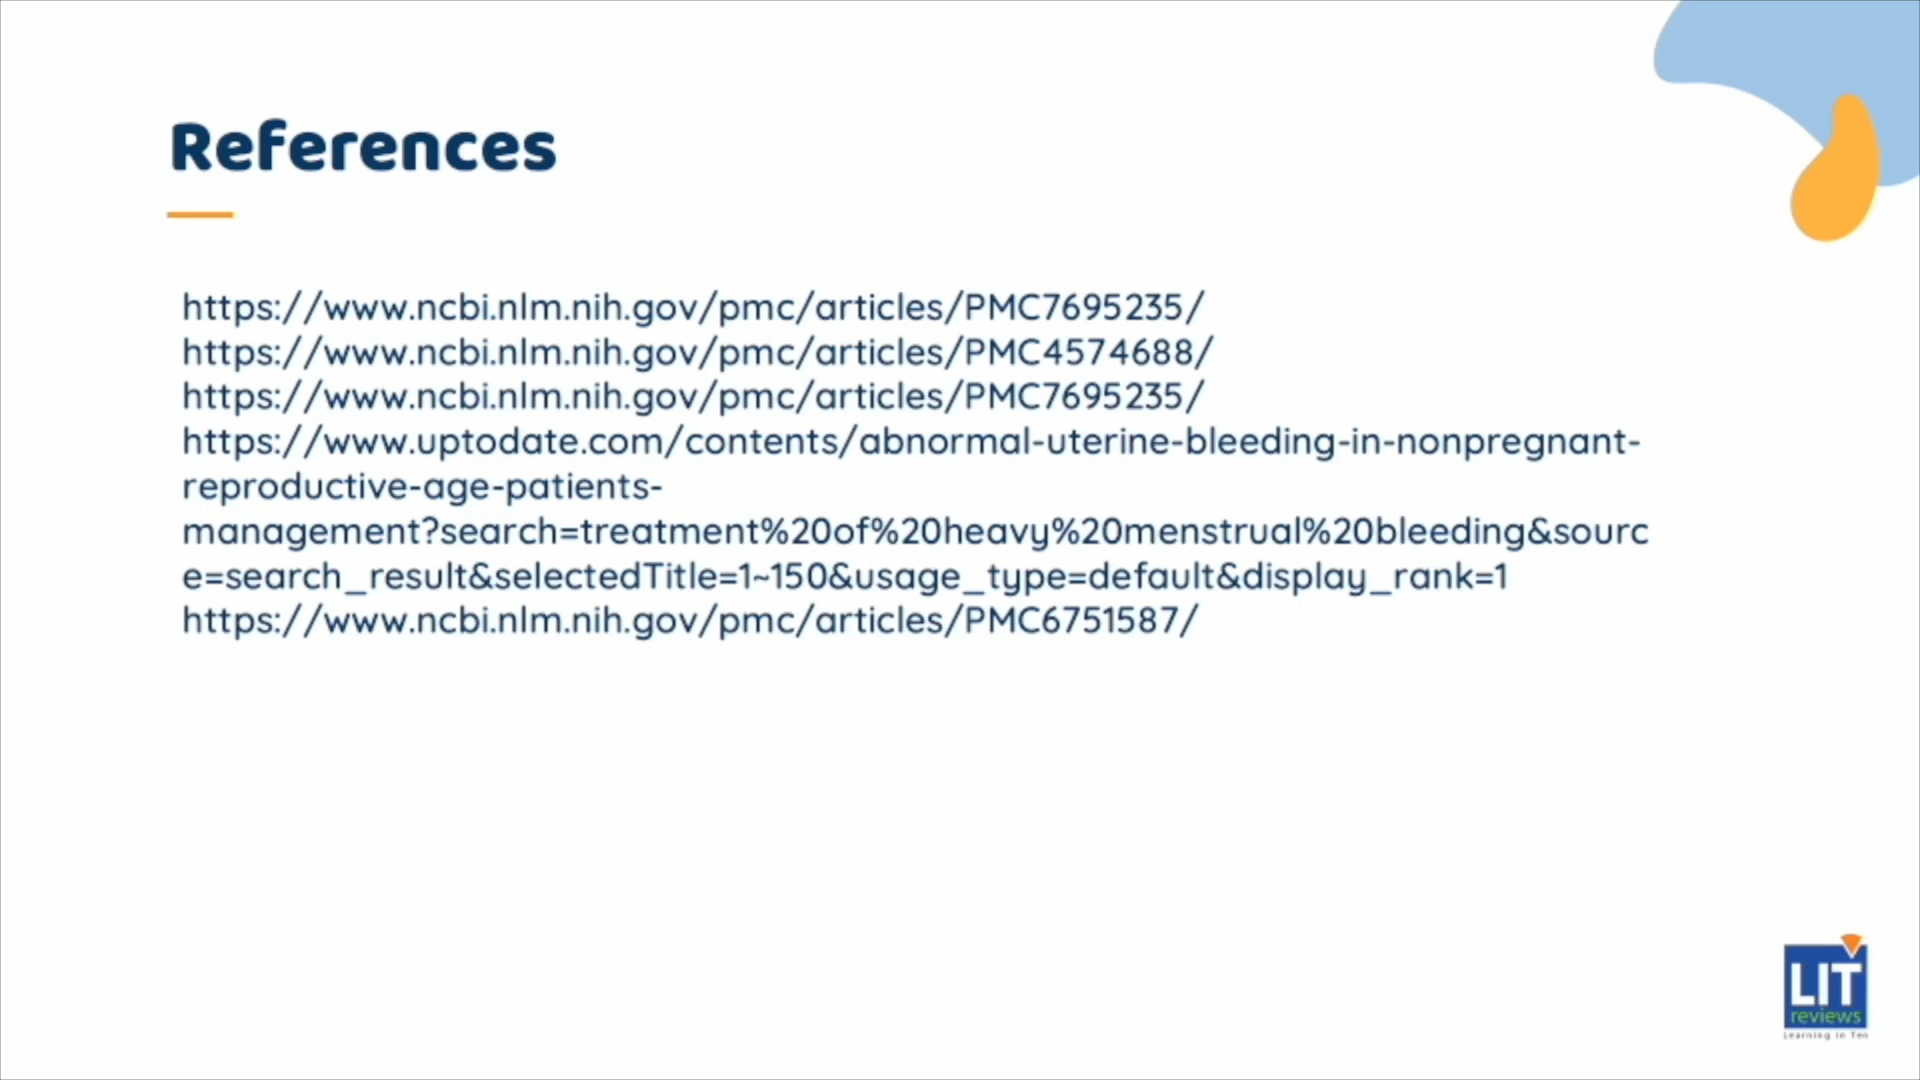 References
https://www.ncbi.nlm.nih.gov/pmc/articles/PMC7695235/
https://www.ncbi.nlm.nih.gov/pmc/articles/PMC4574688/
https://www.ncbi.nlm.nih.gov/pmc/articles/PMC7695235/
https://www.uptodate.com/contents/abnormal-uterine-bleeding-in-nonpregnant-
reproductive-age-patients-
management?search=treatment%20of%20heavy%20menstrual%20bleeding&sourc
e=search_result&selectedTitle=1~150&usage_type=default&display_rank=1
https://www.ncbi.nlm.nih.gov/pmc/articles/PMC6751587/
LIT
reviews
Learning in Ten